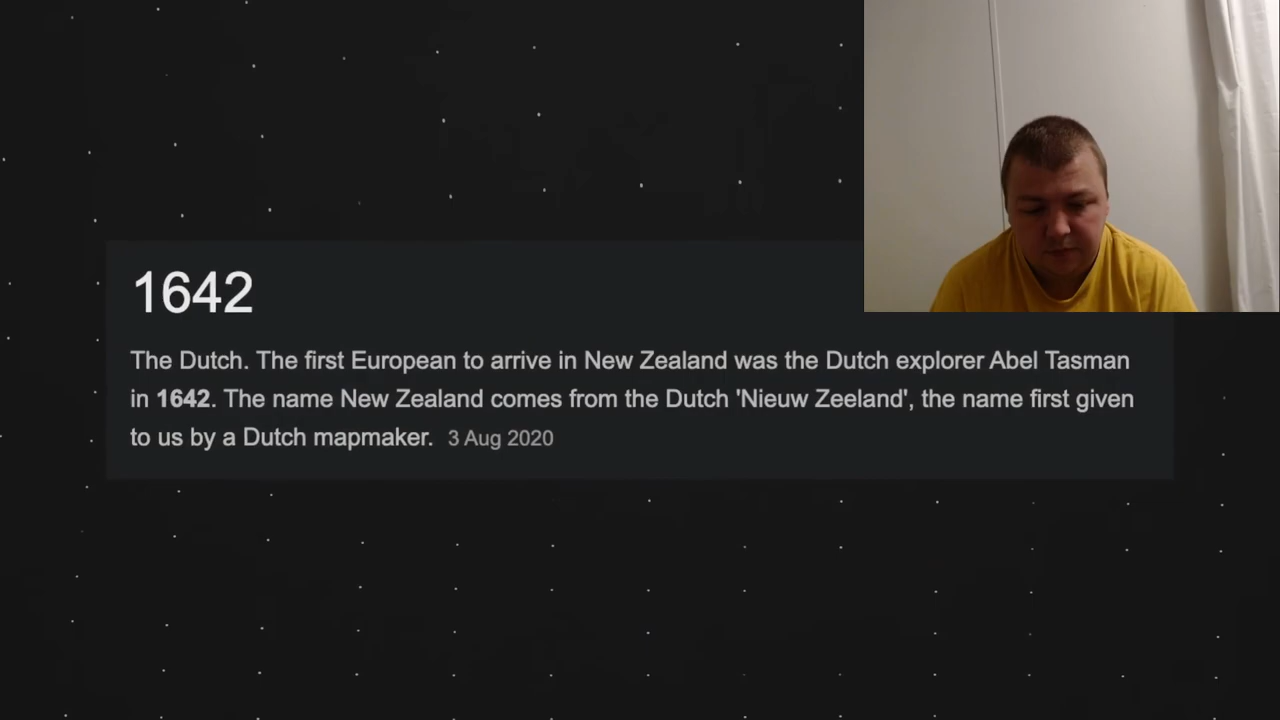 1642
The Dutch. The first European to arrive in New Zealand was the Dutch explorer Abel Tasman
in 1642. The name New Zealand comes from the Dutch 'Nieuw Zeeland', the name first given
to us by a Dutch mapmaker. 3 Aug 2020